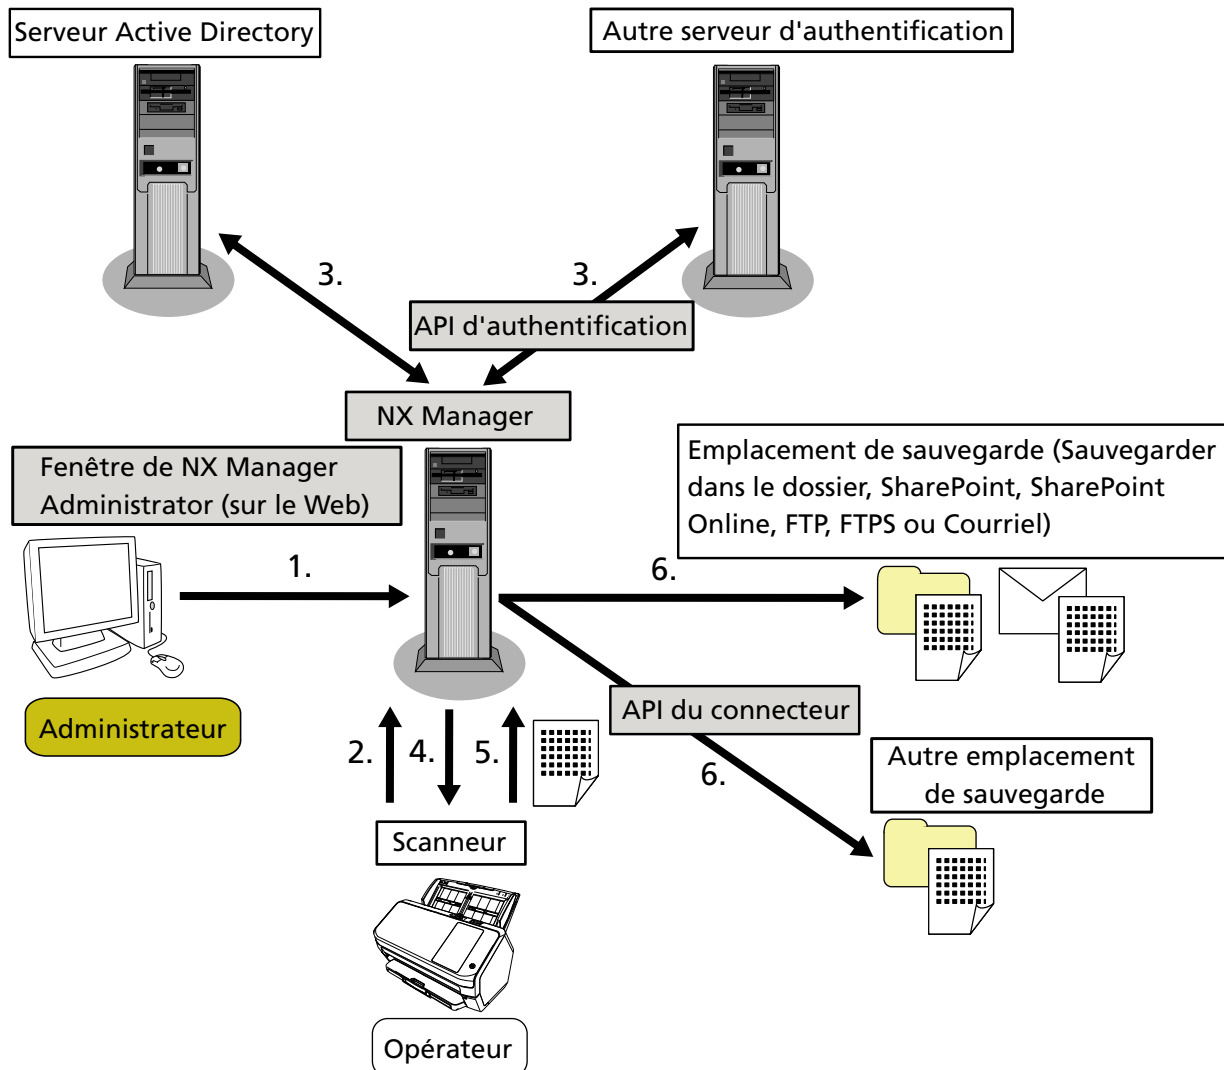 Serveur Active Directory
Autre serveur d'authentification
3.
3.
API d'authentification
NX Manager
Fenêtre de NX Manager
Administrator (sur le Web)
Emplacement de sauvegarde (Sauvegarder
dans le dossier, SharePoint, SharePoint
Online, FTP, FTPS ou Courriel)
1.
6.
Administrateur
API du connecteur
2.
4.
5.
6.
Autre emplacement
de sauvegarde
Scanneur
Opérateur